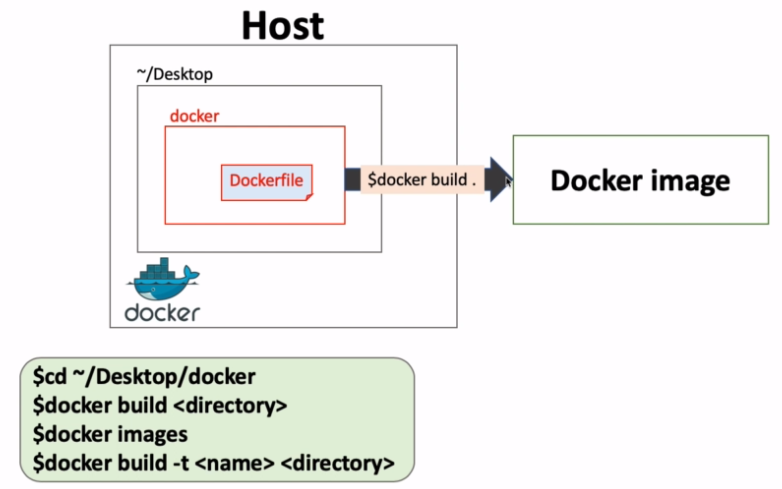 Host
~/Desktop
docker
Dockerfile
$docker build .
Docker image
docker
$cd ~/Desktop/docker
$docker build <directory>
$docker images
$docker build -t <name> <directory>